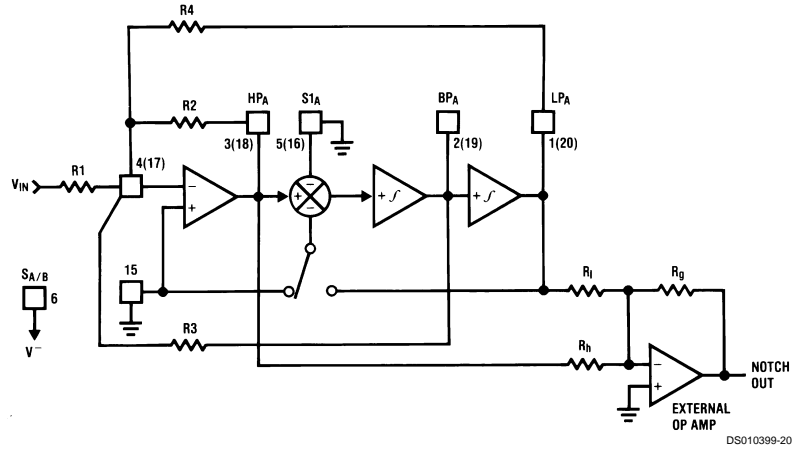 R4
R2
HPA
S1A
BPA
LPA
3(18)
5(16)
2(19)
1(20)
R1
4(17)
VIN
−
+
+
−
−
+ ∫
+ ∫
SA/B
6
15
V−
R3
Rl
Rg
Rh
−
+
NOTCH
OUT
EXTERNAL
OP AMP
DS010399-20